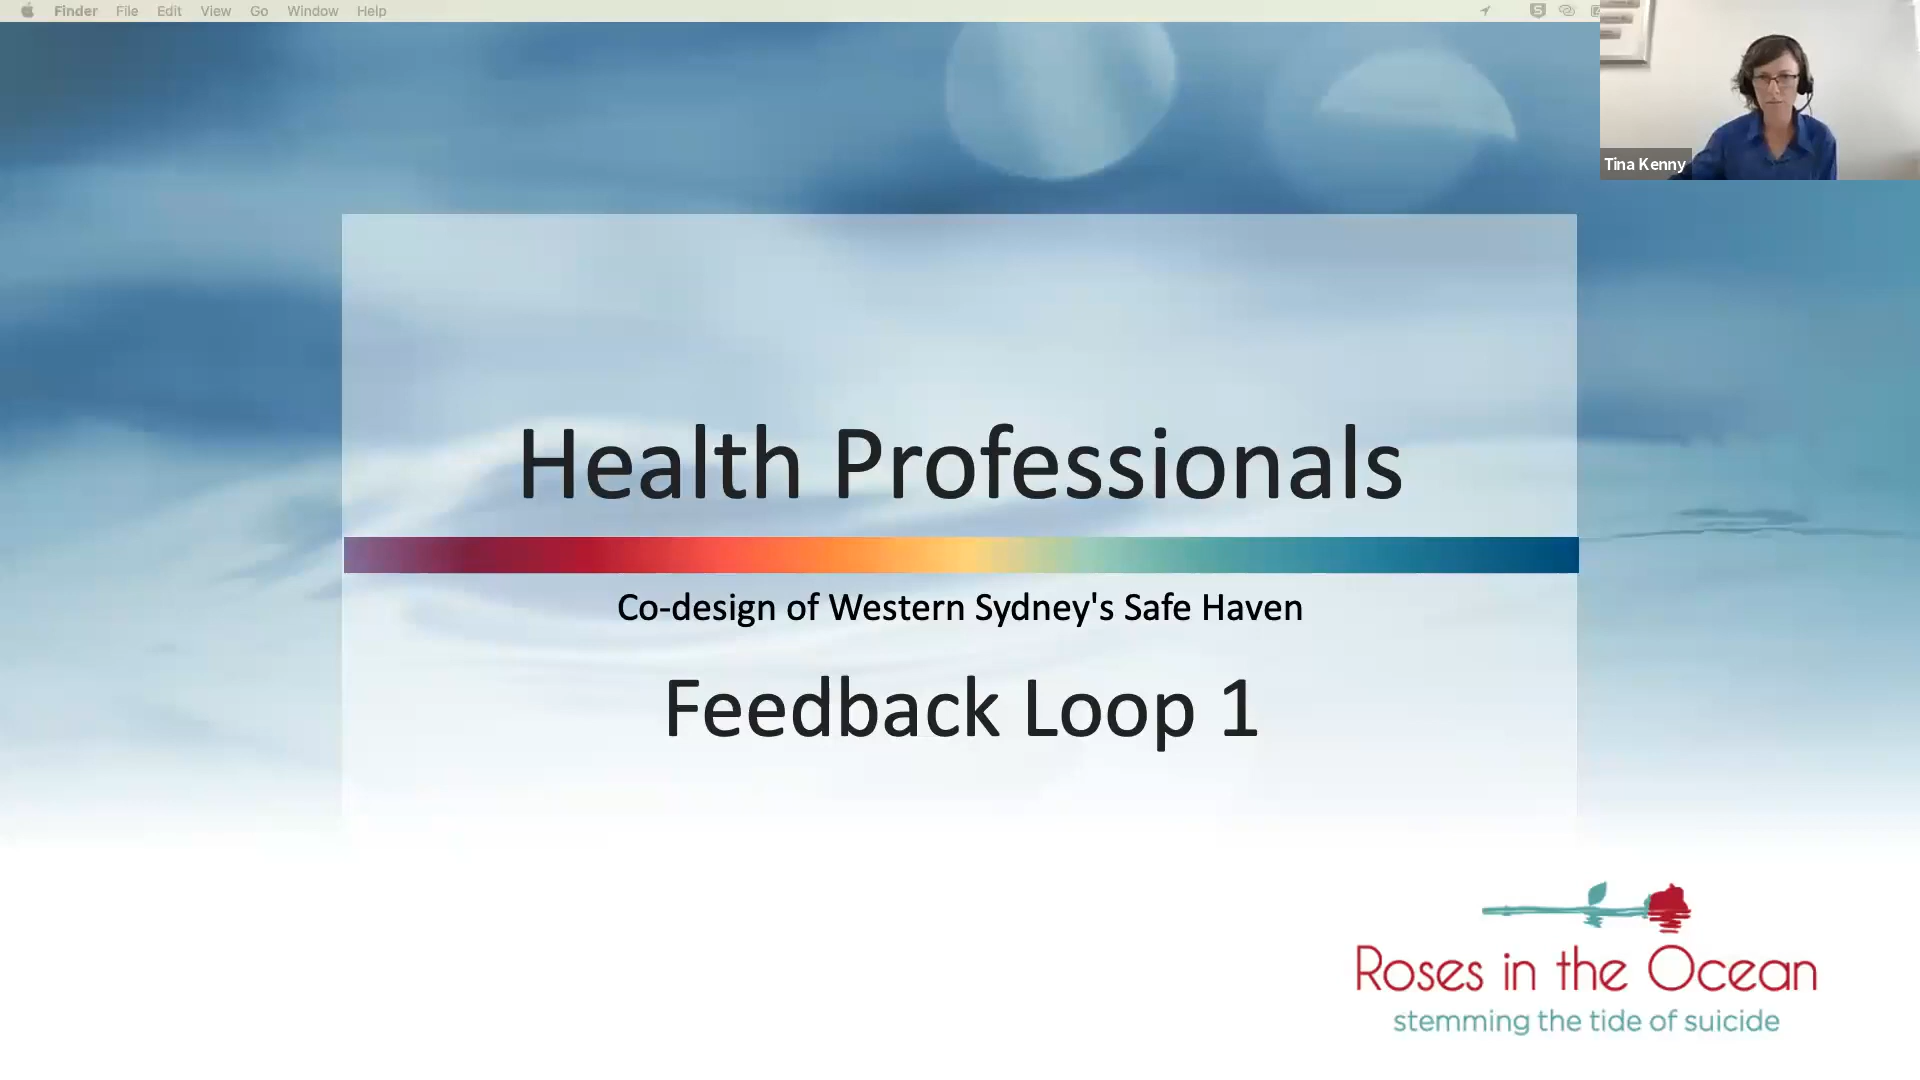 Finder File Edit View Go Window Help
Tina Kenny
Health Professionals
Co-design of Western Sydney's Safe Haven
Feedback Loop 1
Roses in the Ocean
stemming the tide of suicide